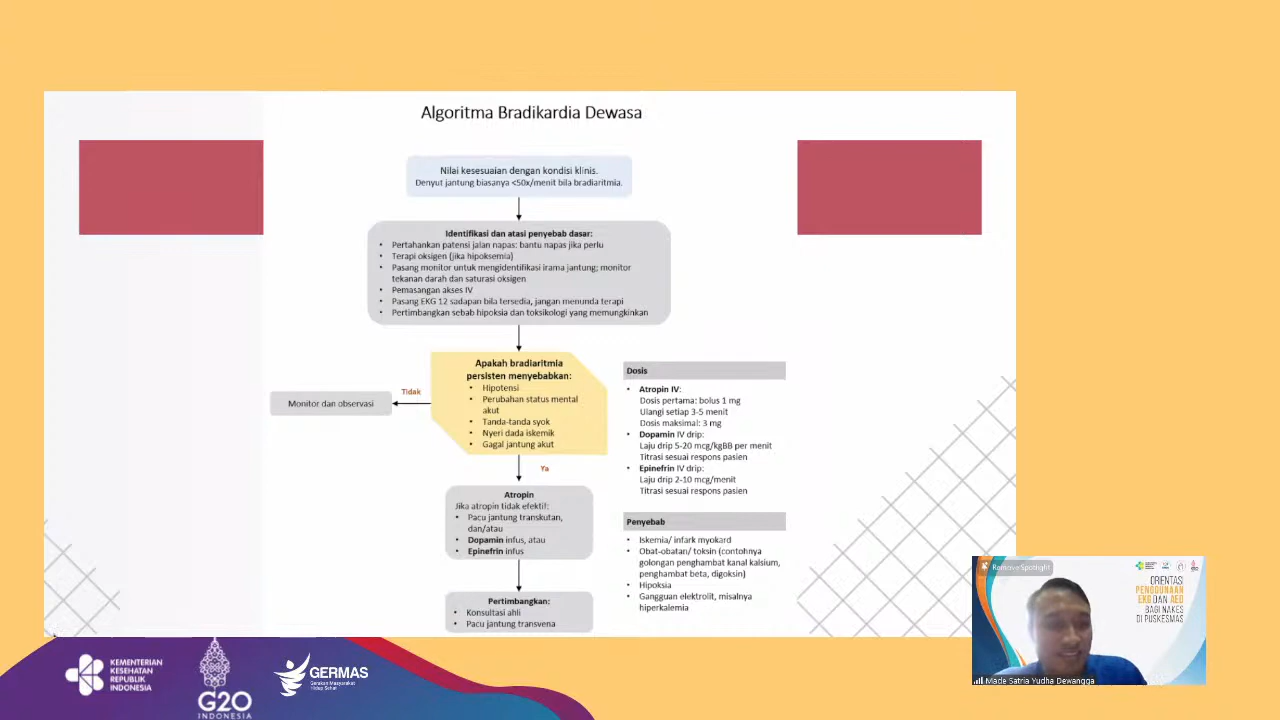 Algoritma Bradikardia Dewasa
Nilai kesesuaian dengan kondisi klinis.
Denyut jantung biasanya <50x/menit bila bradiaritmia.
Identifikasi dan atasi penyebab dasar:
• Pertahankan patensi jalan napas: bantu napas jika perlu
• Terapi oksigen (jika hipoksemia)
• Pasang monitor untuk mengidentifikasi irama jantung; monitor
tekanan darah dan saturasi oksigen
• Pemasangan akses IV
• Pasang EKG 12 sadapan bila tersedia, jangan menunda terapi
• Pertimbangkan sebab hipoksia dan toksikologi yang memungkinkan
Apakah bradiaritmia
persisten menyebabkan:
• Hipotensi
• Perubahan status mental
akut
• Tanda-tanda syok
• Nyeri dada iskemik
• Gagal jantung akut
Tidak
Monitor dan observasi
Ya
Atropin
Jika atropin tidak efektif:
• Pacu jantung transkutan,
dan/atau
• Dopamin infus, atau
• Epinefrin infus
Pertimbangkan:
• Konsultasi ahli
• Pacu jantung transvena
Dosis
• Atropin IV:
Dosis pertama: bolus 1 mg
Ulangi setiap 3-5 menit
Dosis maksimal: 3 mg
• Dopamin IV drip:
Laju drip 5-20 mcg/kgBB per menit
Titrasi sesuai respons pasien
• Epinefrin IV drip:
Laju drip 2-10 mcg/menit
Titrasi sesuai respons pasien
Penyebab
• Iskemia/ infark myokard
• Obat-obatan/ toksin (contohnya
golongan penghambat kanal kalsium,
penghambat beta, digoksin)
• Hipoksia
• Gangguan elektrolit, misalnya
hiperkalemia
Remove Spotlight
ORIENTAS
PENGGUNAAN
EKG DAN AED
BAGI NAKES
DI PUSKESMAS
Made Satria Yudha Dewangga
KEMENTERIAN
KESEHATAN
REPUBLIK
INDONESIA
G20
INDONESIA
GERMAS
Gerakan Masyarakat
Hidup Sehat